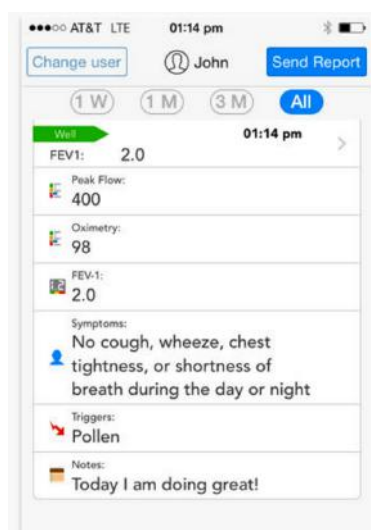 AT&T LTE 01:14 pm
Change user John Send Report
1 W 1 M 3 M All
Well 01:14 pm
FEV1: 2.0
Peak Flow:
400
Oximetry:
98
FEV-1:
2.0
Symptoms:
No cough, wheeze, chest
tightness, or shortness of
breath during the day or night
Triggers:
Pollen
Notes:
Today I am doing great!